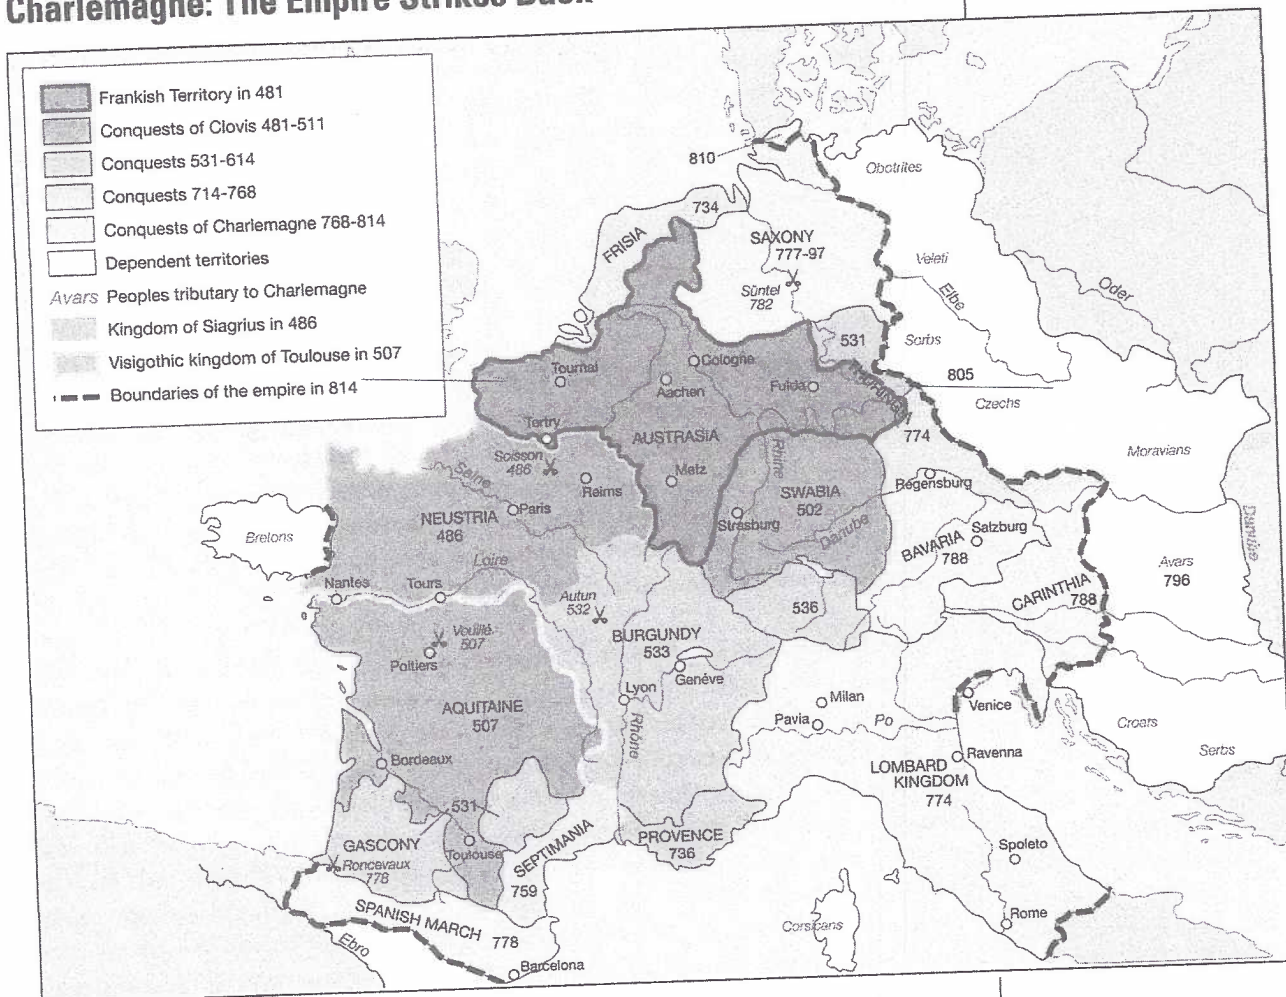 Charlemagne: The Empire Strikes Back
Frankish Territory in 481
Conquests of Clovis 481-511
Conquests 531-614
Conquests 714-768
Conquests of Charlemagne 768-814
Dependent territories
Avars Peoples tributary to Charlemagne
Kingdom of Siagrius in 486
Visigothic kingdom of Toulouse in 507
Boundaries of the empire in 814
810
Obotrites
734
FRISIA
SAXONY
777-97
Süntel
782
Veleti
Elbe
Oder
Sorbs
531
805
Czechs
Tournai
Cologne
Aachen
Fulda
THURINGIA
Tertry
AUSTRASIA
774
Moravians
Soisson
486
Seine
Reims
Metz
Rhine
SWABIA
502
Regensburg
NEUSTRIA
486
Paris
Strasburg
Danube
Salzburg
BAVARIA
788
Bretons
Loire
Danube
Avars
796
Nantes
Tours
Autun
532
536
CARINTHIA
788
Vouillé
507
Poitiers
BURGUNDY
533
Genéve
Lyon
Milan
Pavia
Po
Venice
AQUITAINE
507
Rhône
Croats
Serbs
Bordeaux
Ravenna
LOMBARD
KINGDOM
774
531
GASCONY
Toulouse
SEPTIMANIA
759
PROVENCE
736
Spoleto
Roncevaux
778
SPANISH MARCH 778
Corsicans
Rome
Ebro
Barcelona